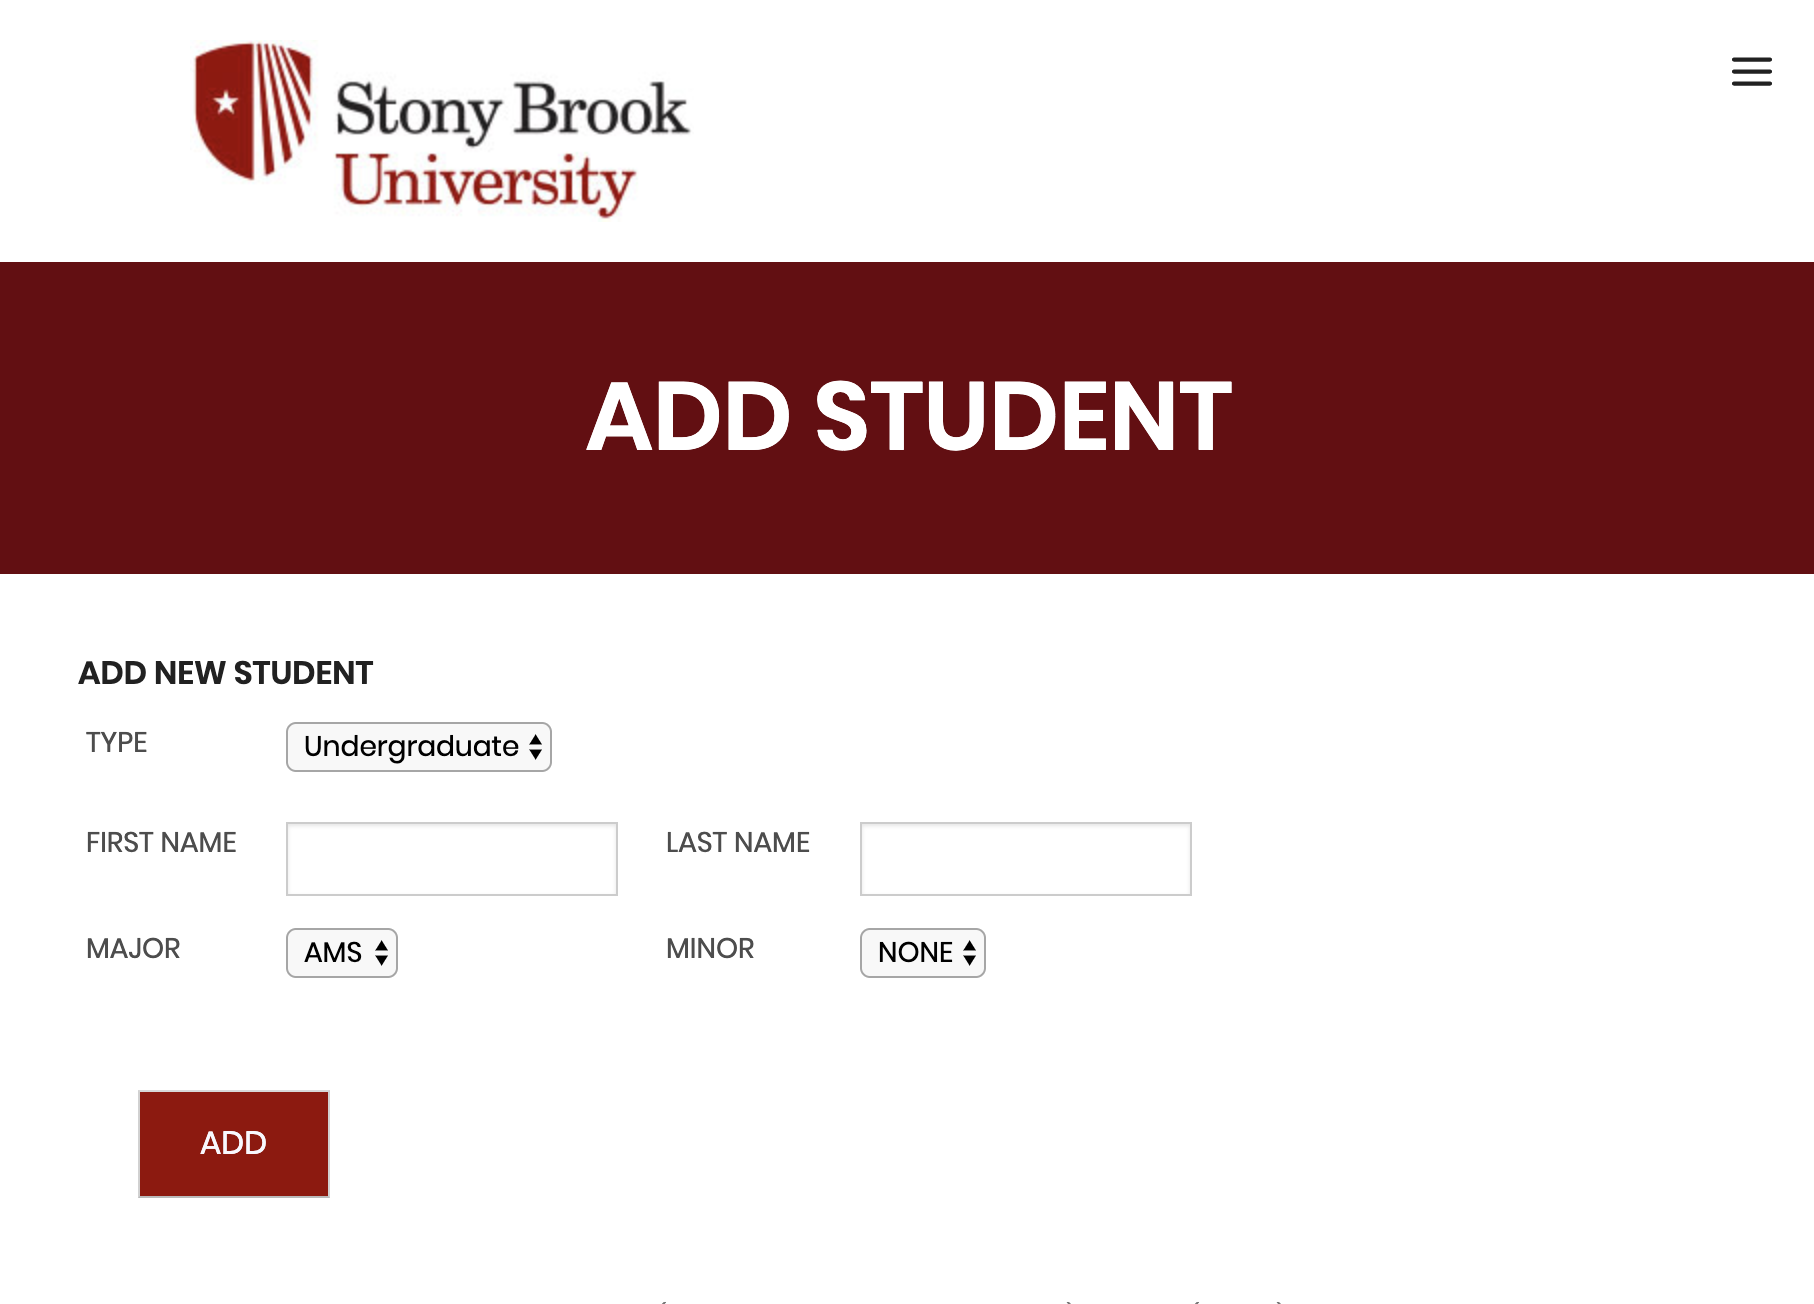 Stony Brook
University
ADD STUDENT
ADD NEW STUDENT
TYPE Undergraduate
FIRST NAME LAST NAME
MAJOR AMS MINOR NONE
ADD